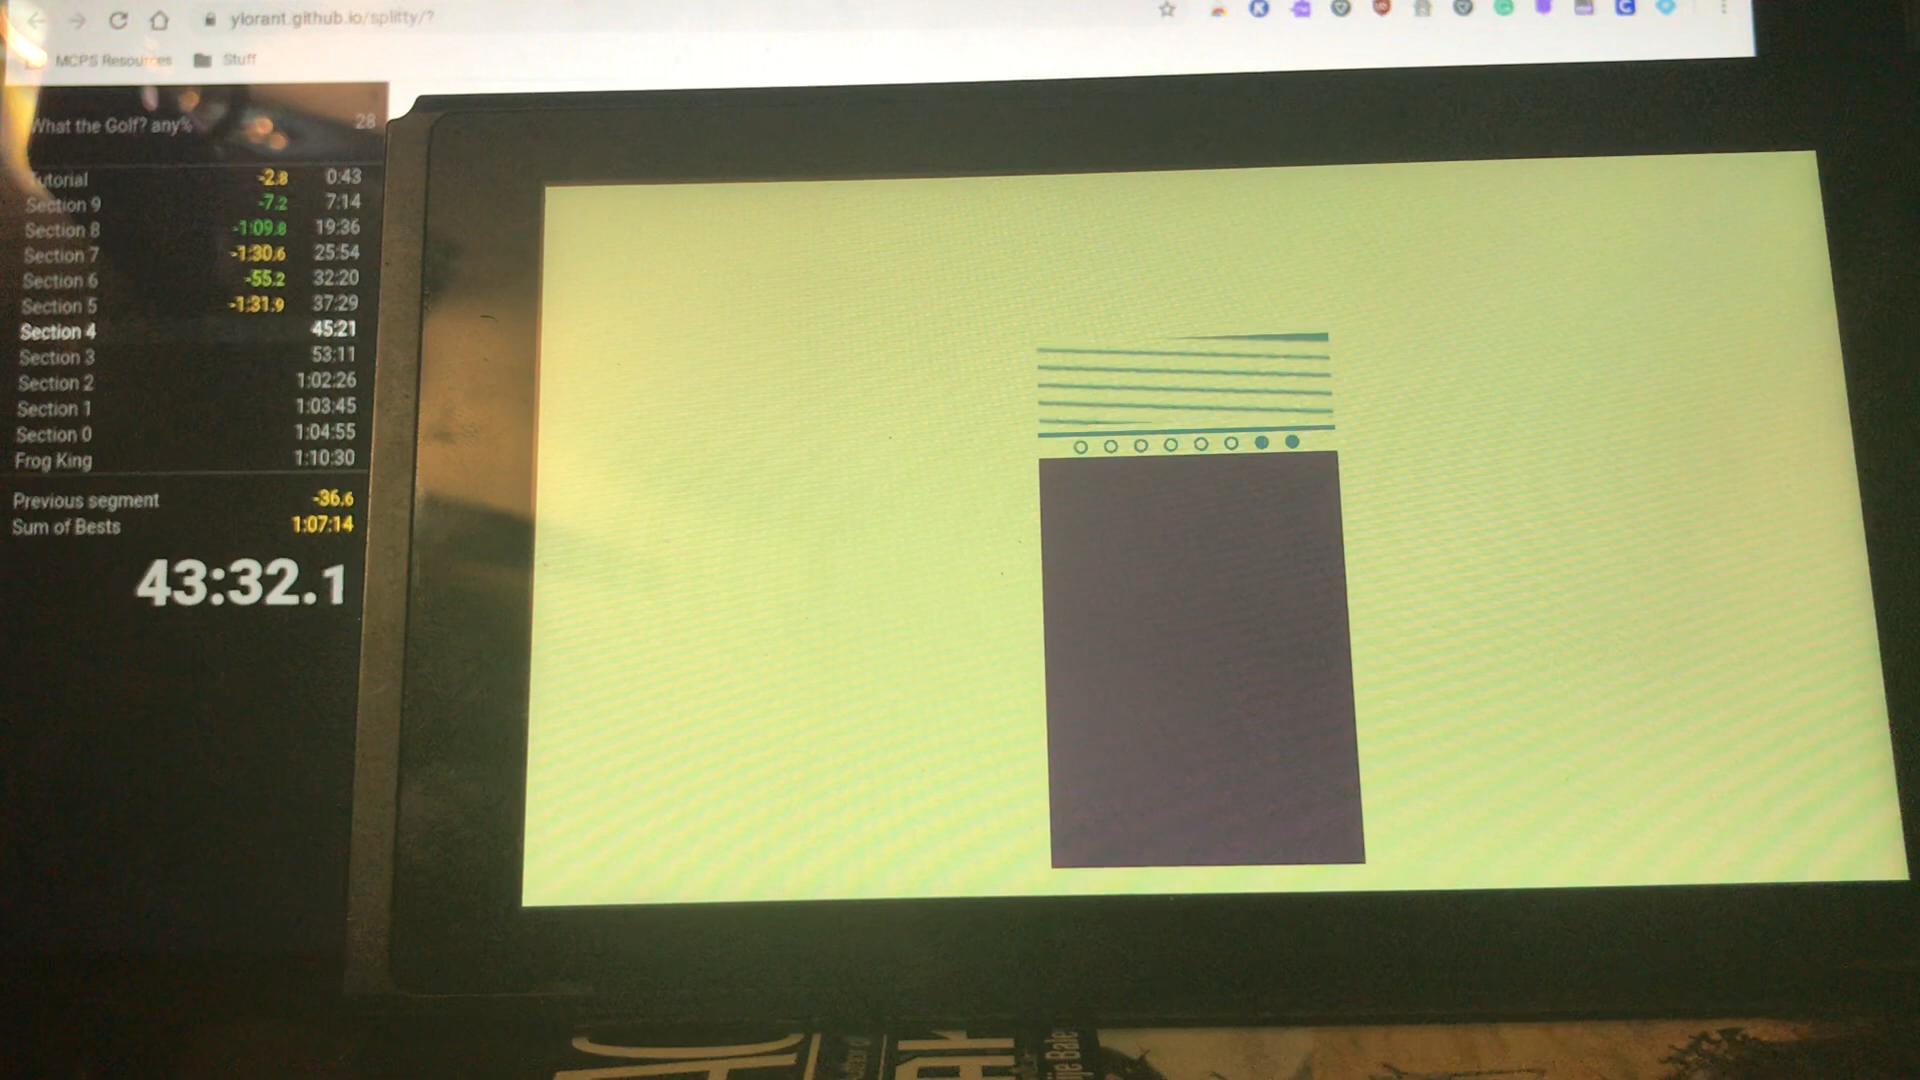 ylorant.github.io/splitty/?
MCPS Resources Stuff
What the Golf? any% 28
Tutorial -2.8 0:43
Section 9 -7.2 7:14
Section 8 -1:09.8 19:36
Section 7 -1:30.6 25:54
Section 6 -55.2 32:20
Section 5 -1:31.9 37:29
Section 4 45:21
Section 3 53:11
Section 2 1:02:26
Section 1 1:03:45
Section 0 1:04:55
Frog King 1:10:30
Previous segment -36.6
Sum of Bests 1:07:14
43:32.1